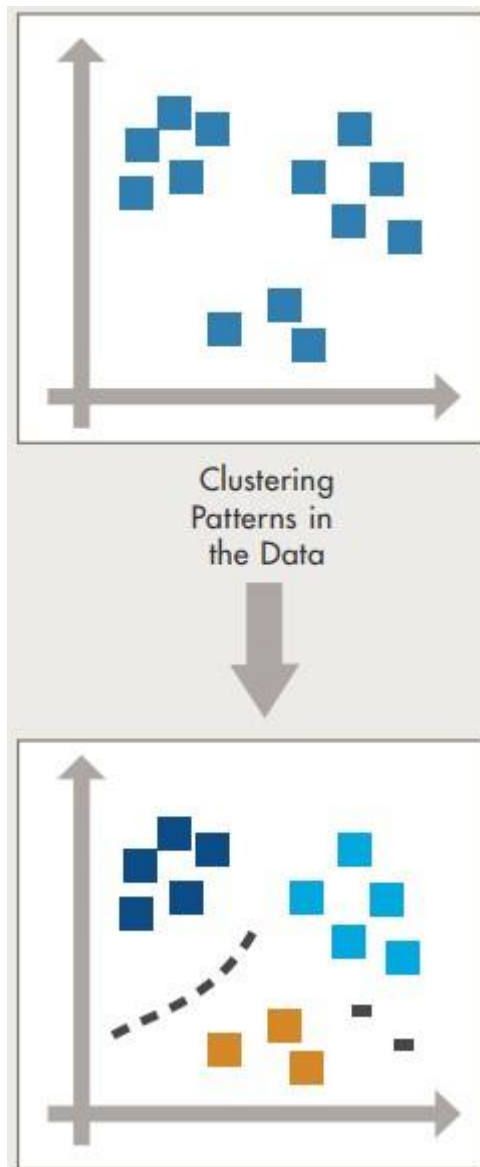 Clustering
Patterns in
the Data